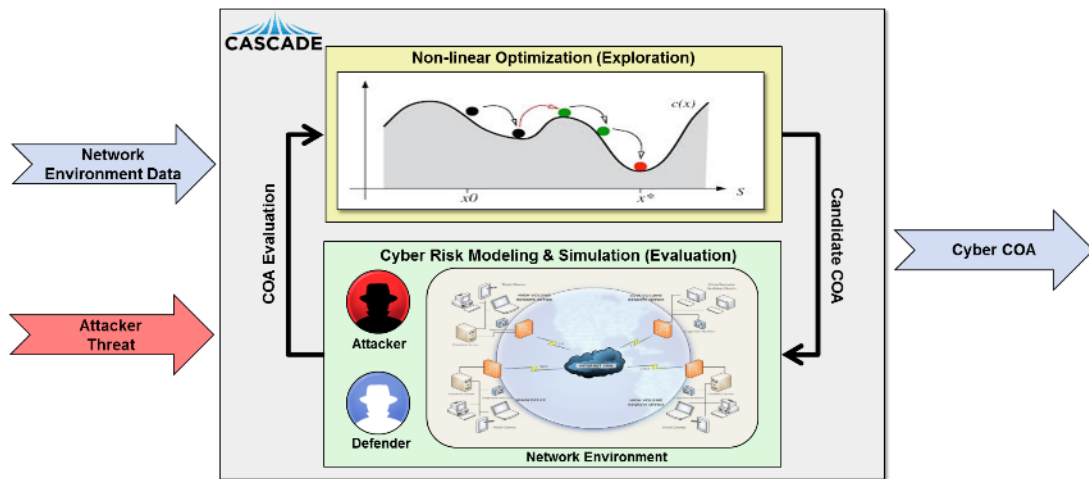 CASCADE
Non-linear Optimization (Exploration)
c(x)
x0
x*
S
Network
Environment Data
COA Evaluation
Candidate COA
Cyber COA
Cyber Risk Modeling & Simulation (Evaluation)
Attacker
Threat
Attacker
Defender
Network Environment